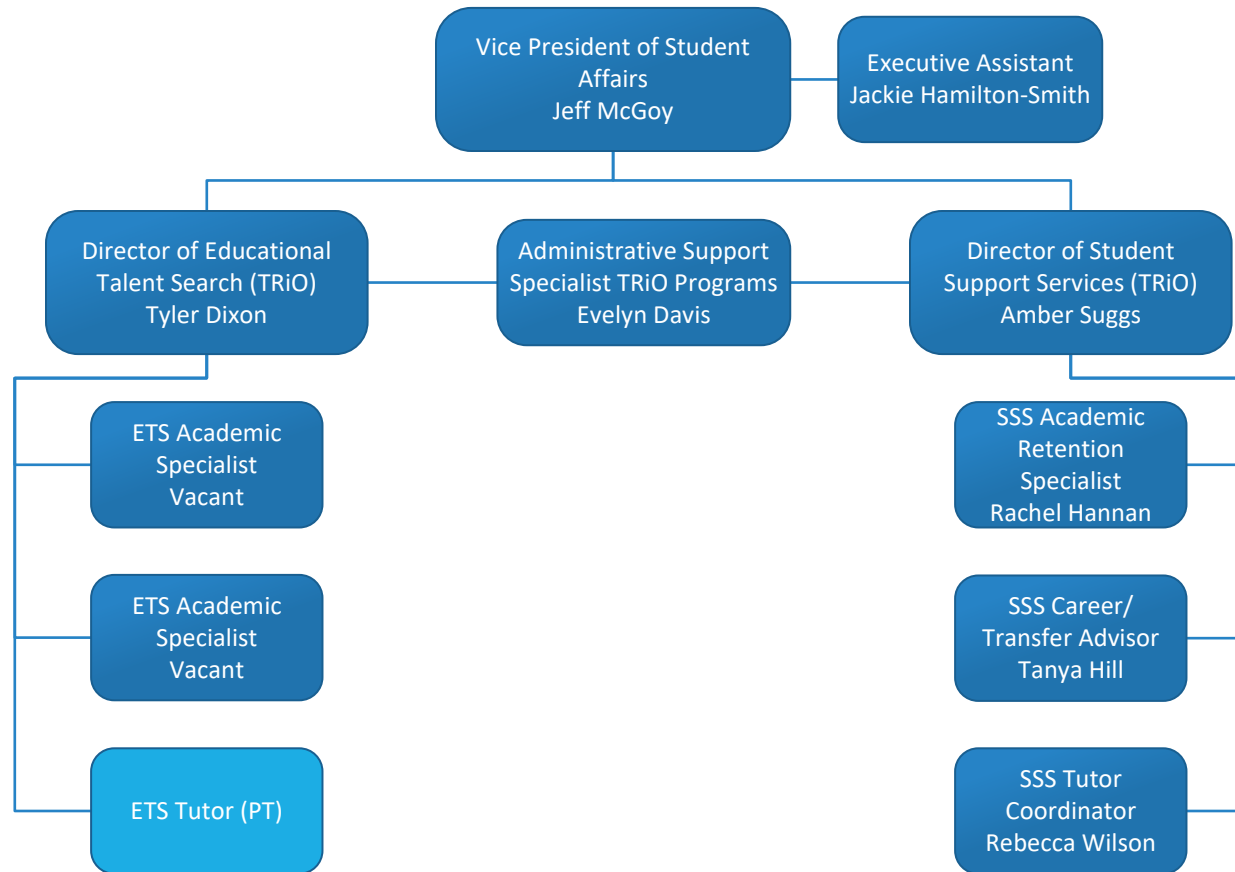 Vice President of Student
Affairs
Jeff McGoy
Executive Assistant
Jackie Hamilton-Smith
Director of Educational
Talent Search (TRiO)
Tyler Dixon
Administrative Support
Specialist TRiO Programs
Evelyn Davis
Director of Student
Support Services (TRiO)
Amber Suggs
ETS Academic
Specialist
Vacant
SSS Academic
Retention
Specialist
Rachel Hannan
ETS Academic
Specialist
Vacant
SSS Career/
Transfer Advisor
Tanya Hill
ETS Tutor (PT)
SSS Tutor
Coordinator
Rebecca Wilson